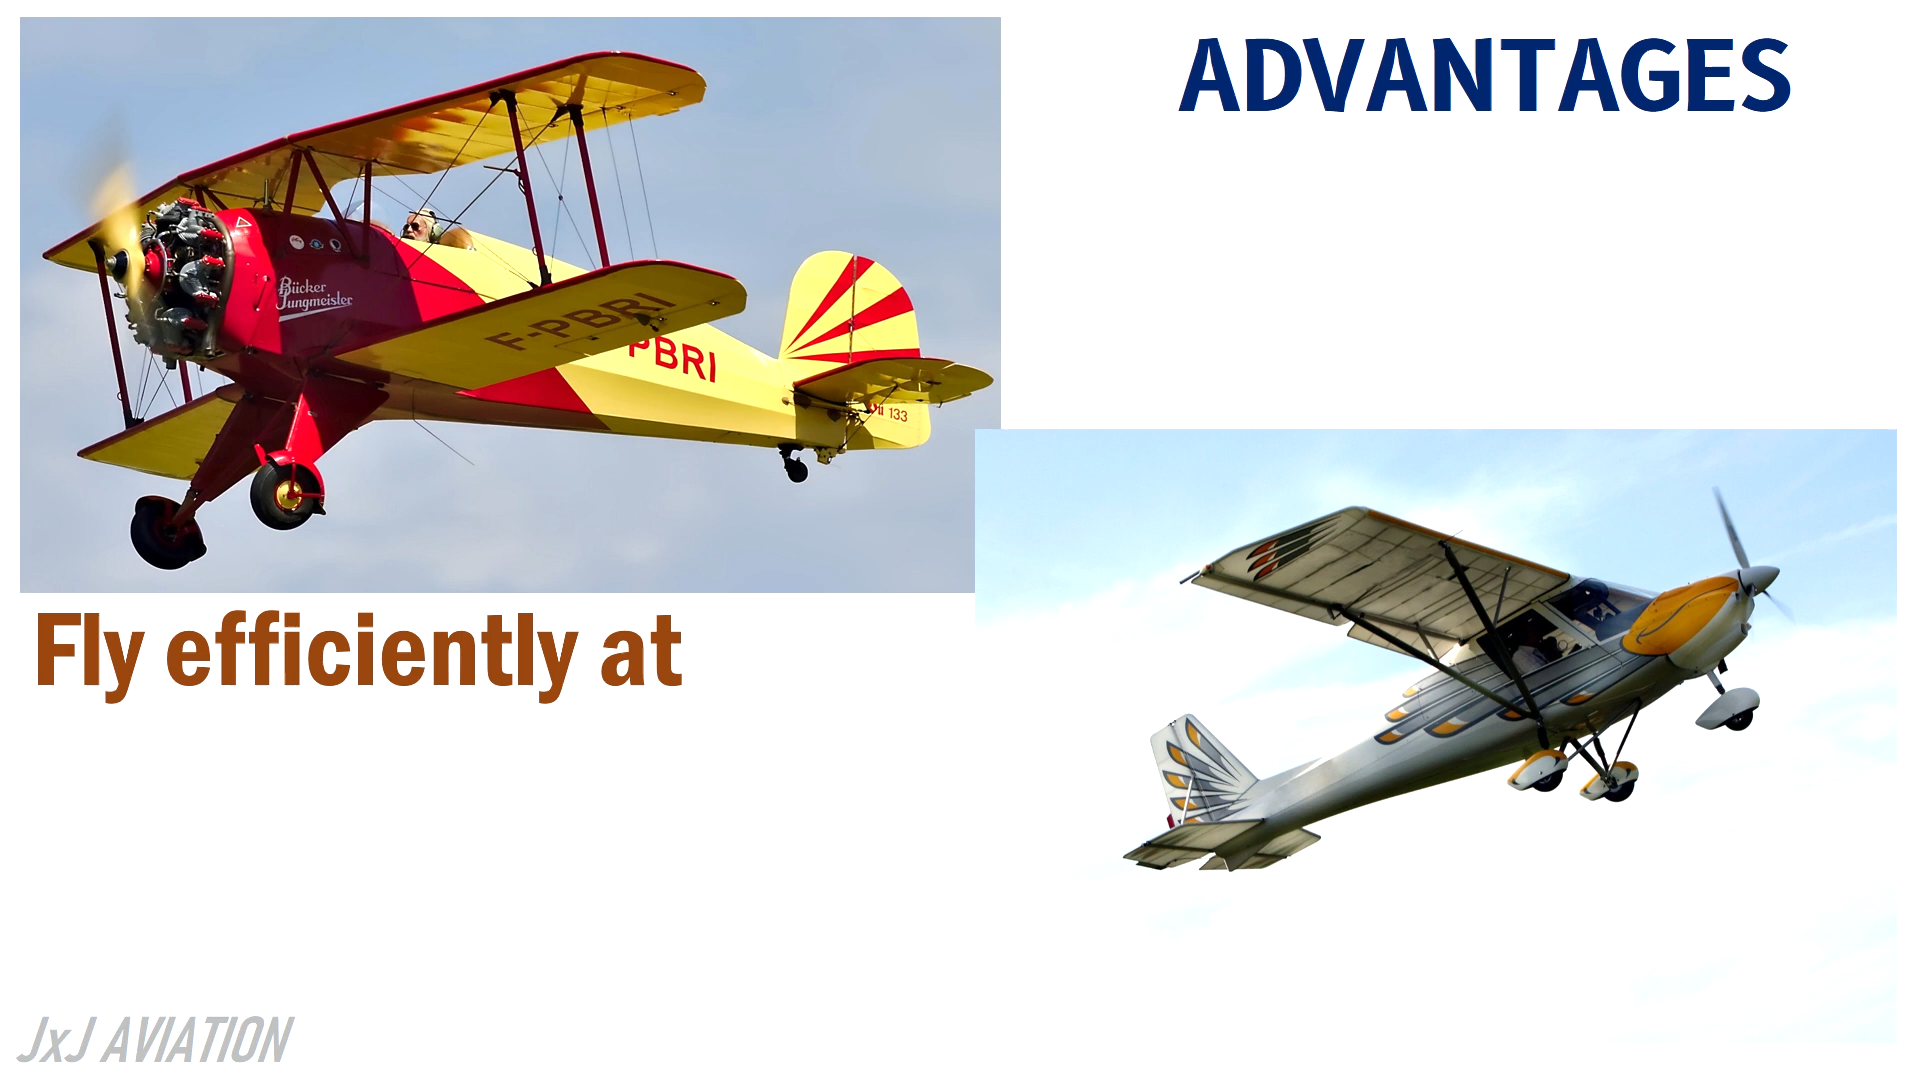 ADVANTAGES
Bücker
Jungmeister
F-PBRI
PBRI
133
Fly efficiently at
JxJ AVIATION